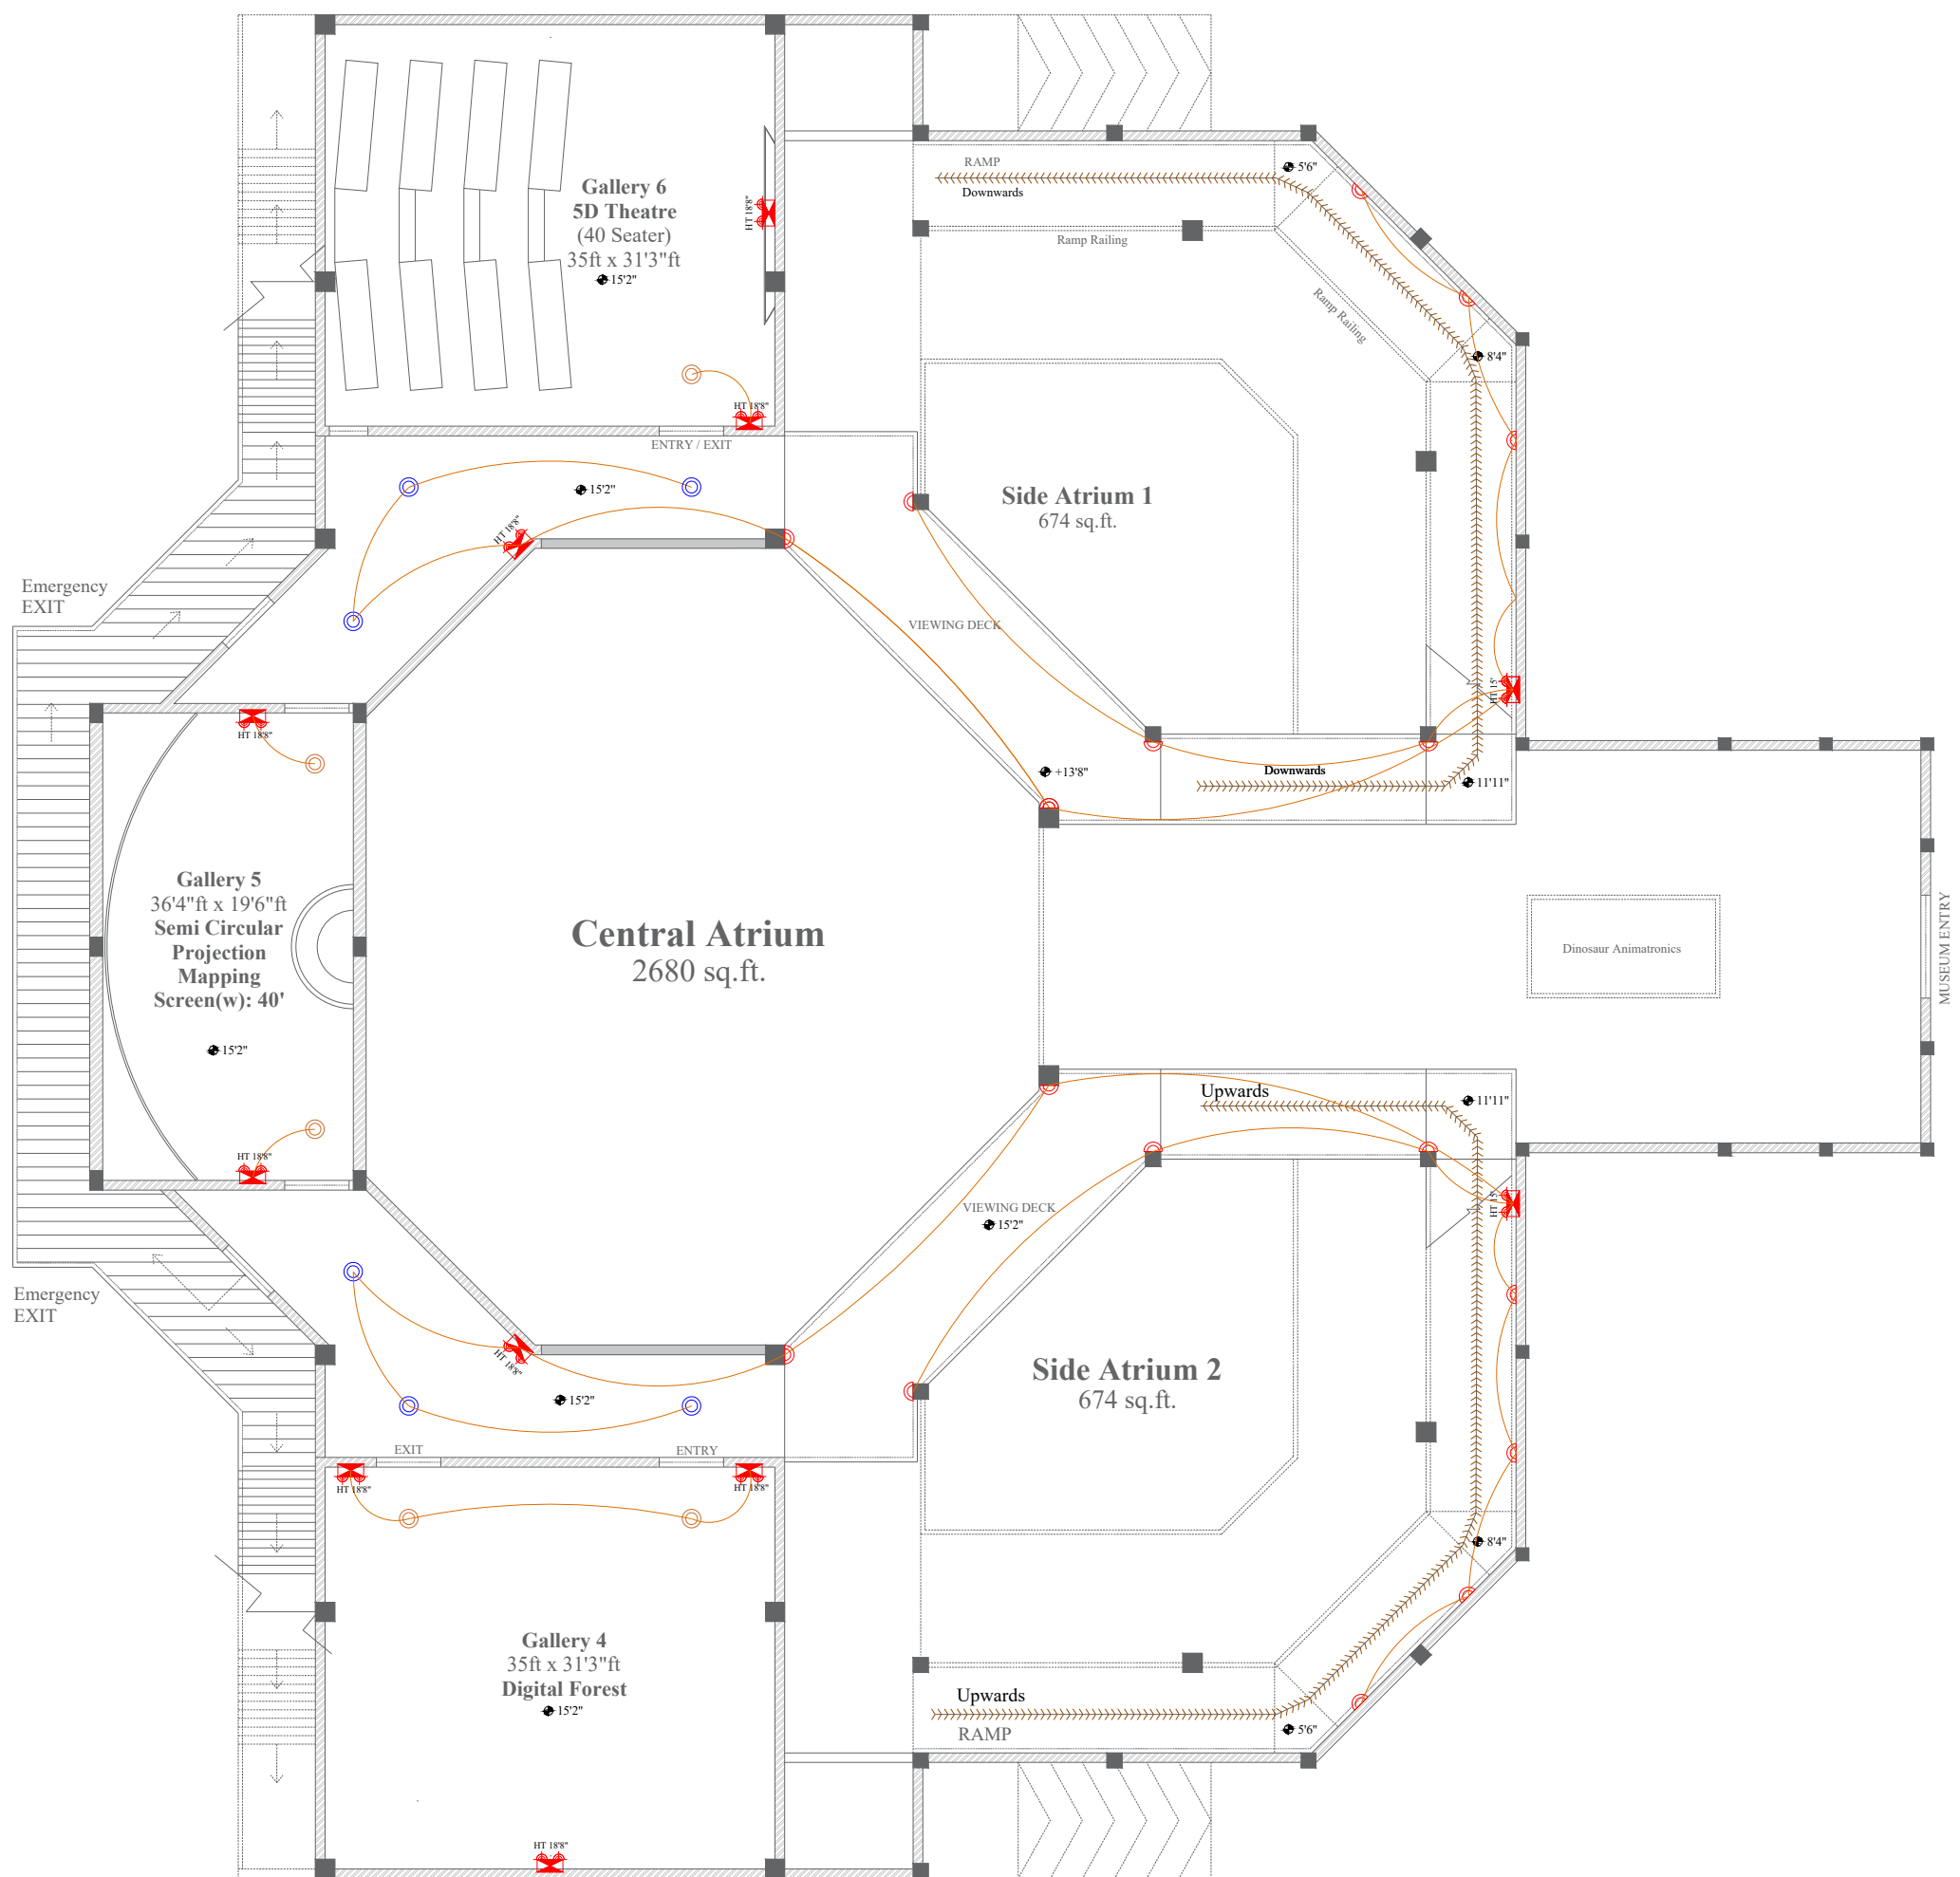 RAMP
Downwards
5'6"
Gallery 6
5D Theatre
(40 Seater)
35ft x 31'3"ft
15'2"
HT 18'8"
Ramp Railing
Ramp Railing
8'4"
HT 18'8"
ENTRY / EXIT
15'2"
HT 18'8"
Side Atrium 1
674 sq.ft.
Emergency
EXIT
VIEWING DECK
HT 15'
HT 18'8"
+13'8"
Downwards
11'11"
Gallery 5
36'4"ft x 19'6"ft
Semi Circular
Projection
Mapping
Screen(w): 40'
15'2"
Central Atrium
2680 sq.ft.
Dinosaur Animatronics
MUSEUM ENTRY
Upwards
11'11"
HT 18'8"
VIEWING DECK
15'2"
HT 15'
Emergency
EXIT
HT 18'8"
15'2"
Side Atrium 2
674 sq.ft.
EXIT
ENTRY
HT 18'8"
HT 18'8"
8'4"
Gallery 4
35ft x 31'3"ft
Digital Forest
15'2"
Upwards
RAMP
5'6"
HT 18'8"